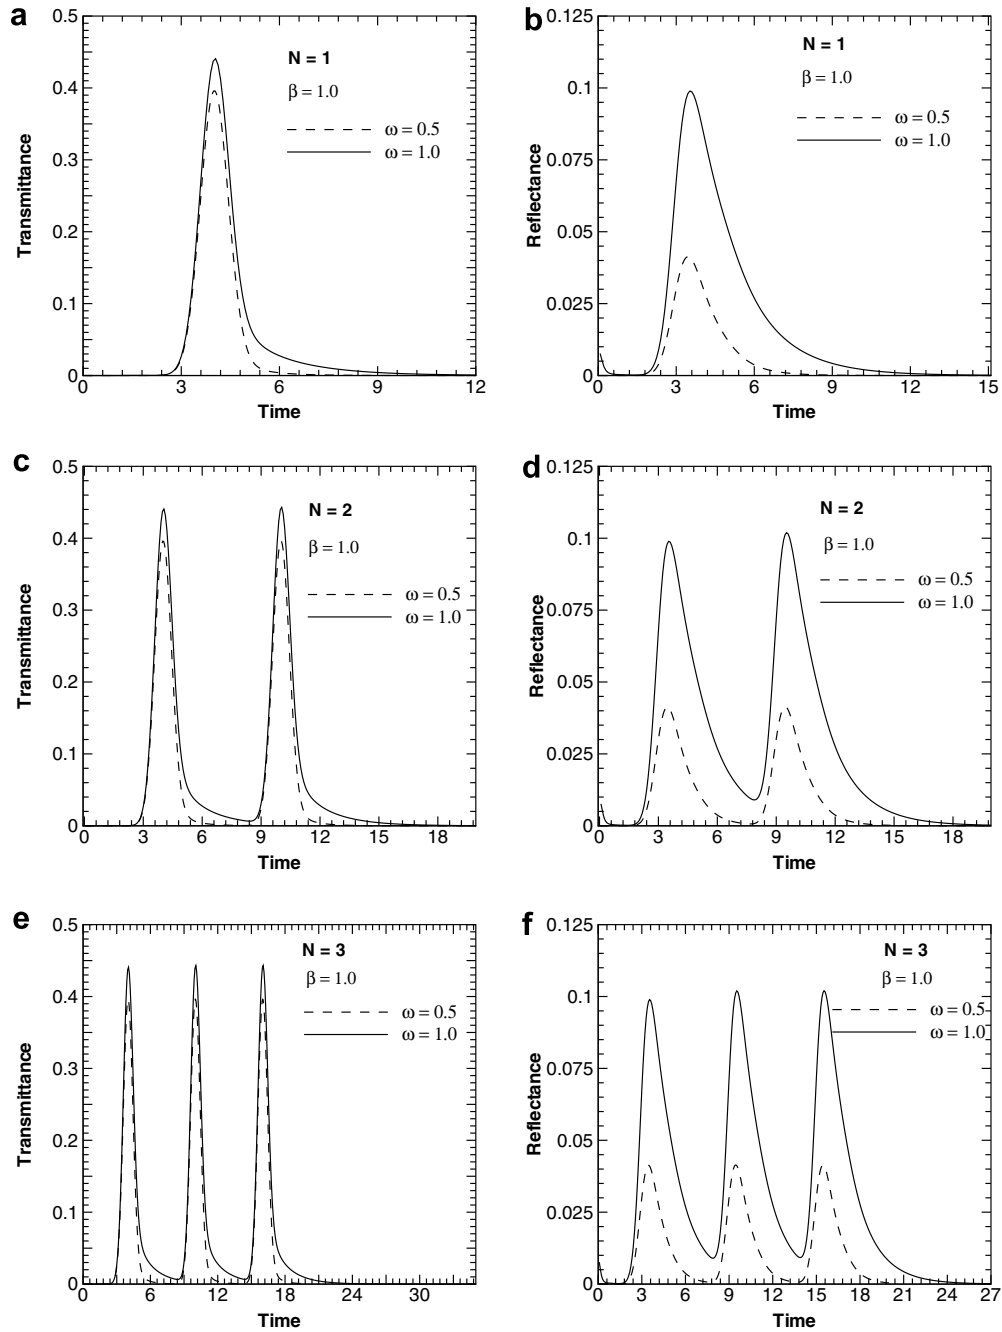 a
0.5
0.4
0.3
0.2
0.1
0
Transmittance
N = 1
β = 1.0
ω = 0.5
ω = 1.0
0 3 6 9 12
Time
b
0.125
0.1
0.075
0.05
0.025
0
Reflectance
N = 1
β = 1.0
ω = 0.5
ω = 1.0
0 3 6 9 12 15
Time
c
0.5
0.4
0.3
0.2
0.1
0
Transmittance
N = 2
β = 1.0
ω = 0.5
ω = 1.0
0 3 6 9 12 15 18
Time
d
0.125
0.1
0.075
0.05
0.025
0
Reflectance
N = 2
β = 1.0
ω = 0.5
ω = 1.0
0 3 6 9 12 15 18
Time
e
0.5
0.4
0.3
0.2
0.1
0
Transmittance
N = 3
β = 1.0
ω = 0.5
ω = 1.0
0 6 12 18 24 30
Time
f
0.125
0.1
0.075
0.05
0.025
0
Reflectance
N = 3
β = 1.0
ω = 0.5
ω = 1.0
0 3 6 9 12 15 18 21 24 27
Time